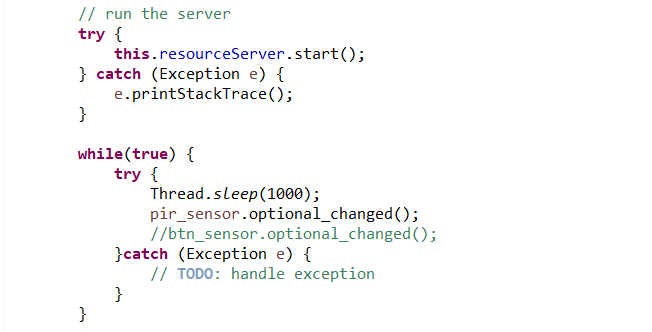 // run the server
try {
    this.resourceServer.start();
} catch (Exception e) {
    e.printStackTrace();
}

while(true) {
    try {
        Thread.sleep(1000);
        pir_sensor.optional_changed();
        //btn_sensor.optional_changed();
    }catch (Exception e) {
        // TODO: handle exception
    }
}